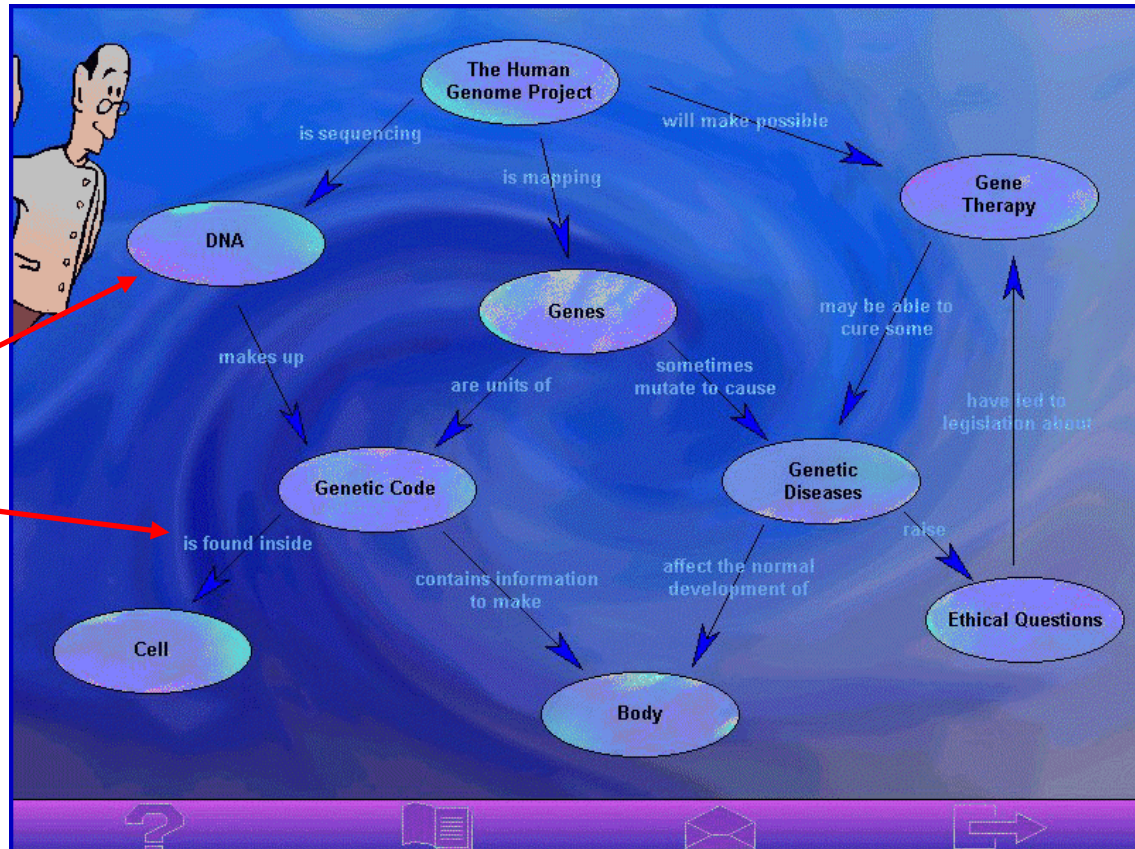 The Human
Genome Project
is sequencing
will make possible
is mapping
Gene
Therapy
DNA
Genes
may be able to
cure some
makes up
are units of
sometimes
mutate to cause
have led to
legislation about
Genetic Code
Genetic
Diseases
is found inside
raise
contains information
to make
affect the normal
development of
Ethical Questions
Cell
Body
?